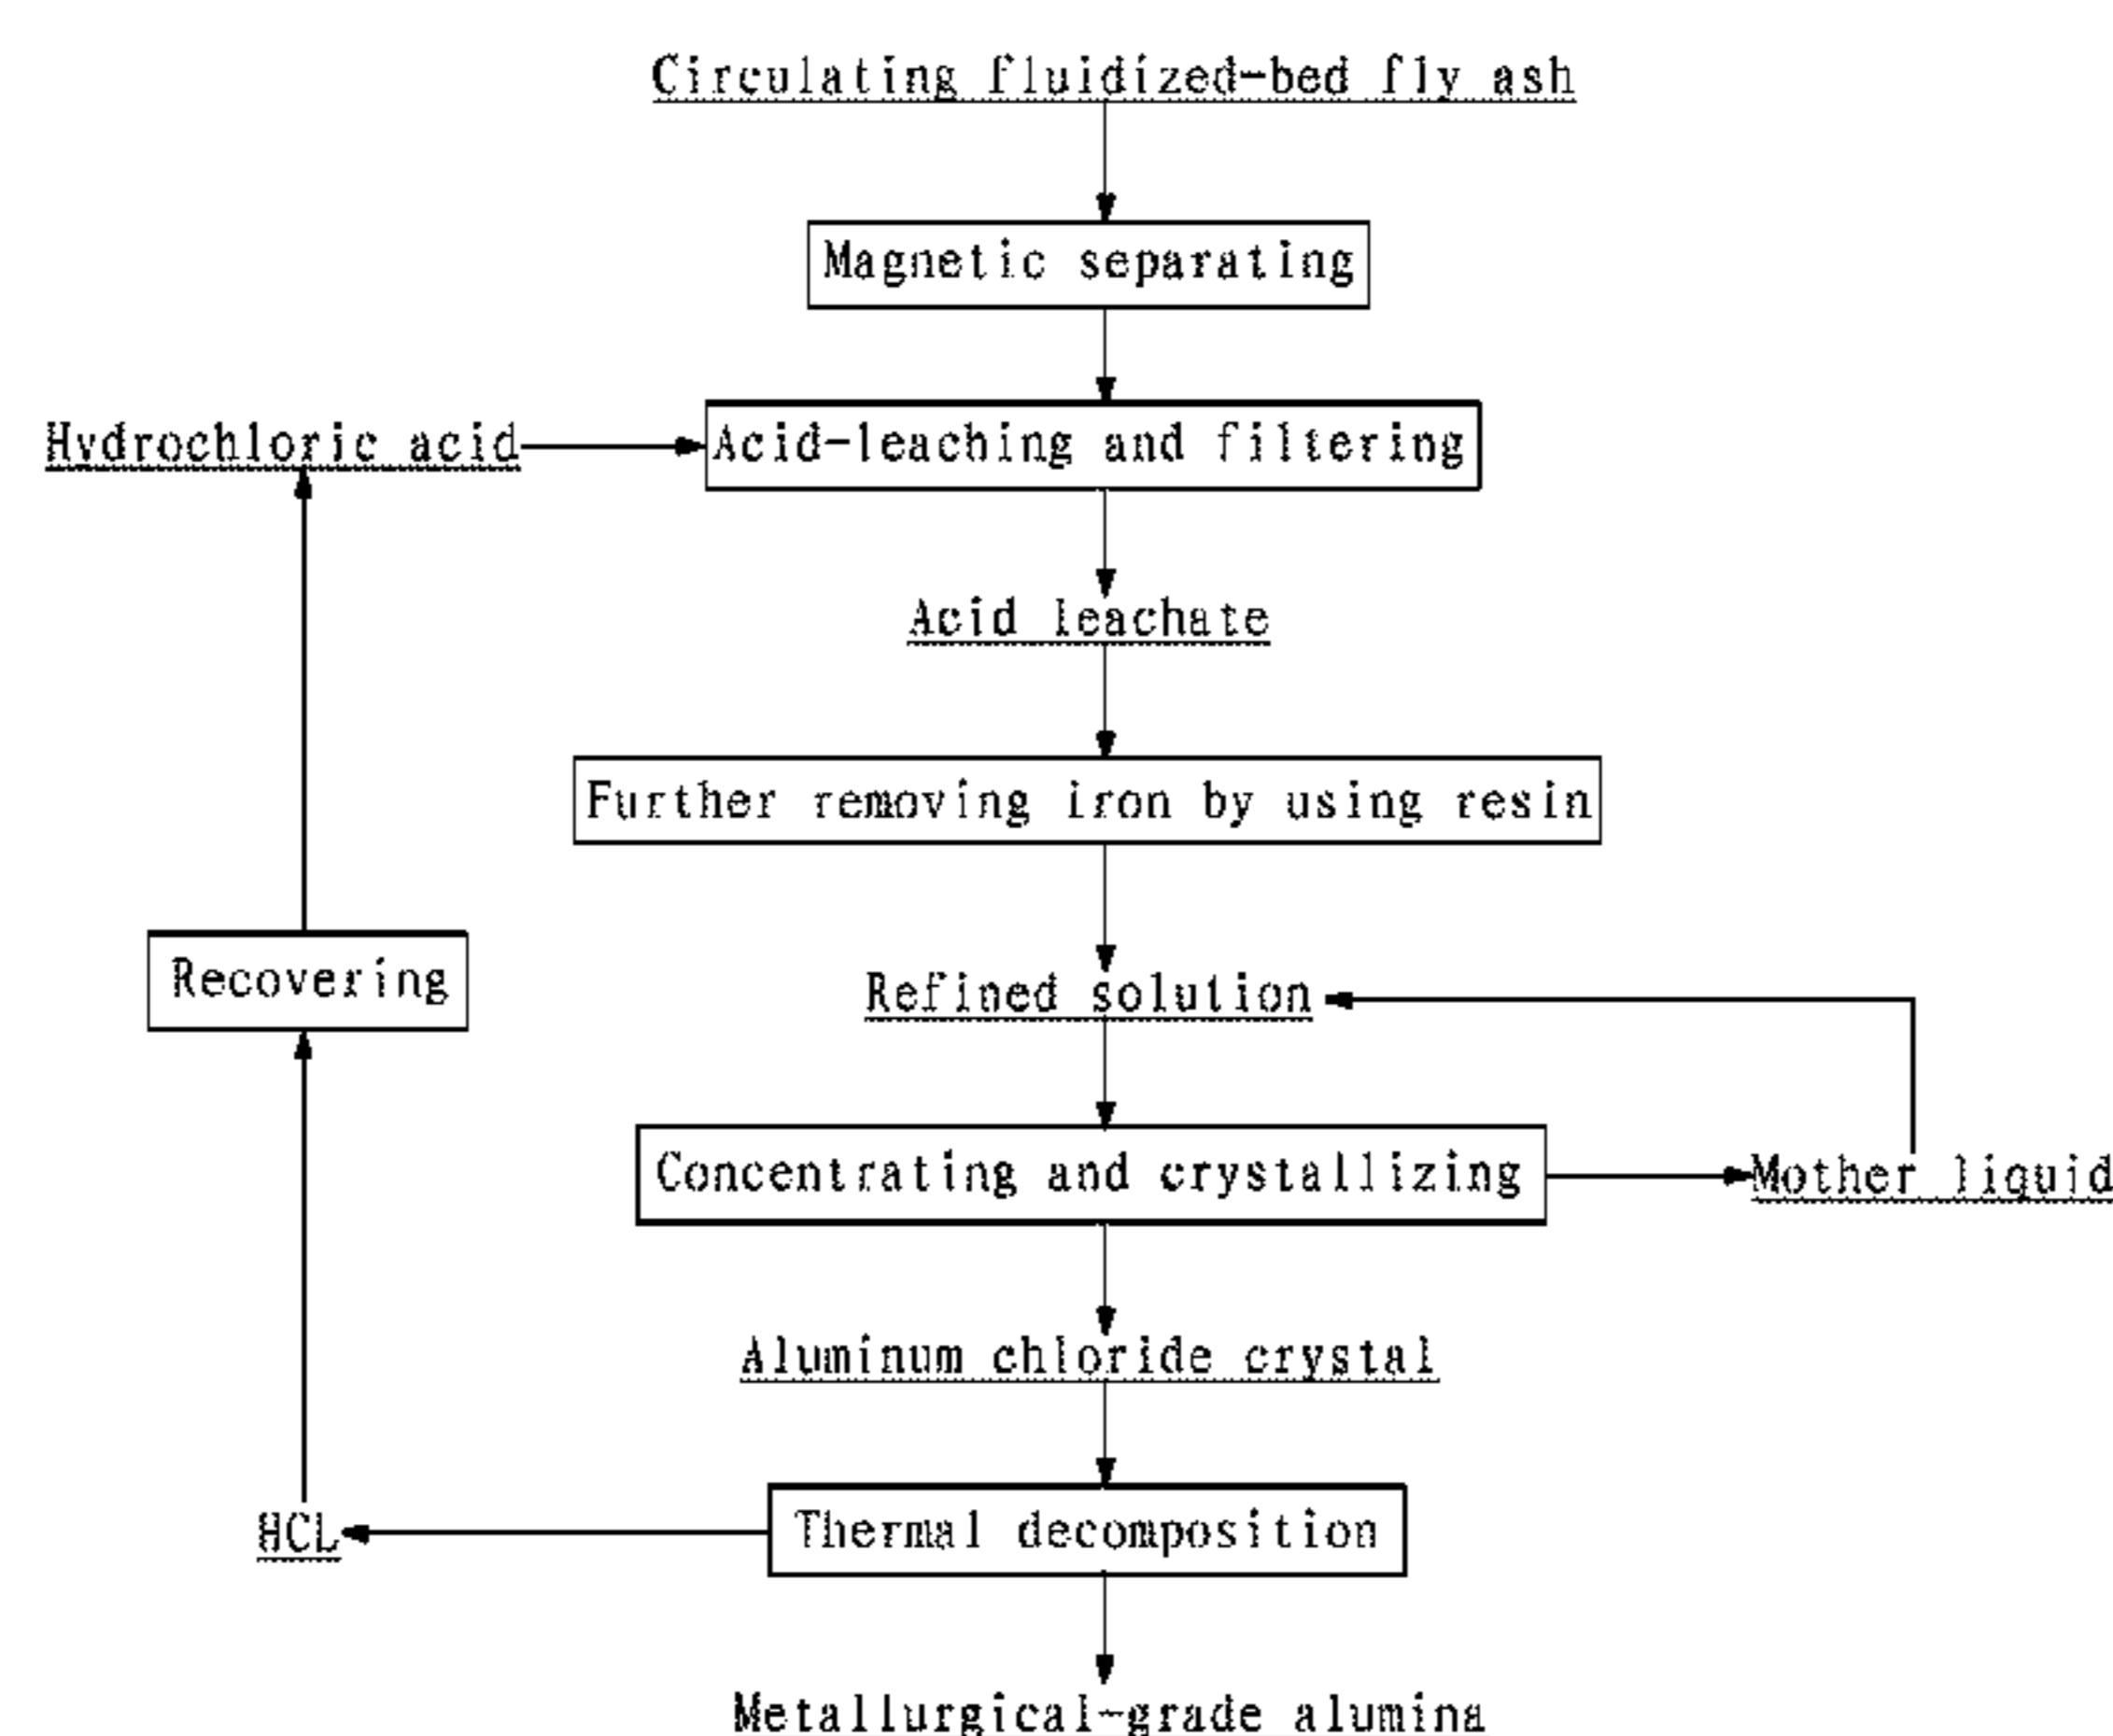 Circulating fluidized-bed fly ash
Magnetic separating
Hydrochloric acid
Acid-leaching and filtering
Acid leachate
Further removing iron by using resin
Recovering
Refined solution
Concentrating and crystallizing
Mother liquid
Aluminum chloride crystal
HCL
Thermal decomposition
Metallurgical-grade alumina